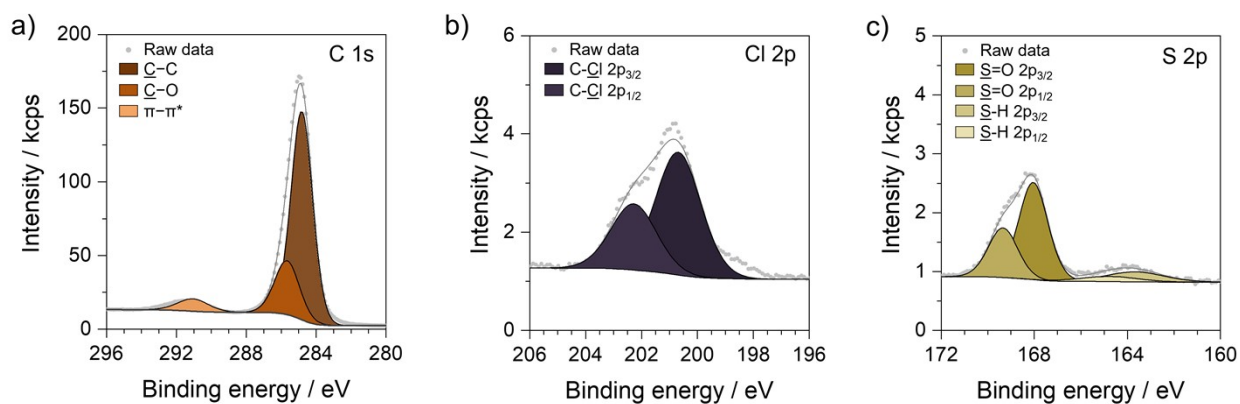 a)
C 1s
Raw data
C−C
C−O
π−π*
200
150
100
50
0
Intensity / kcps
296 292 288 284 280
Binding energy / eV
b)
Cl 2p
Raw data
C-Cl 2p3/2
C-Cl 2p1/2
6
4
2
0
Intensity / kcps
206 204 202 200 198 196
Binding energy / eV
c)
S 2p
Raw data
S=O 2p3/2
S=O 2p1/2
S-H 2p3/2
S-H 2p1/2
5
4
3
2
1
0
Intensity / kcps
172 168 164 160
Binding energy / eV